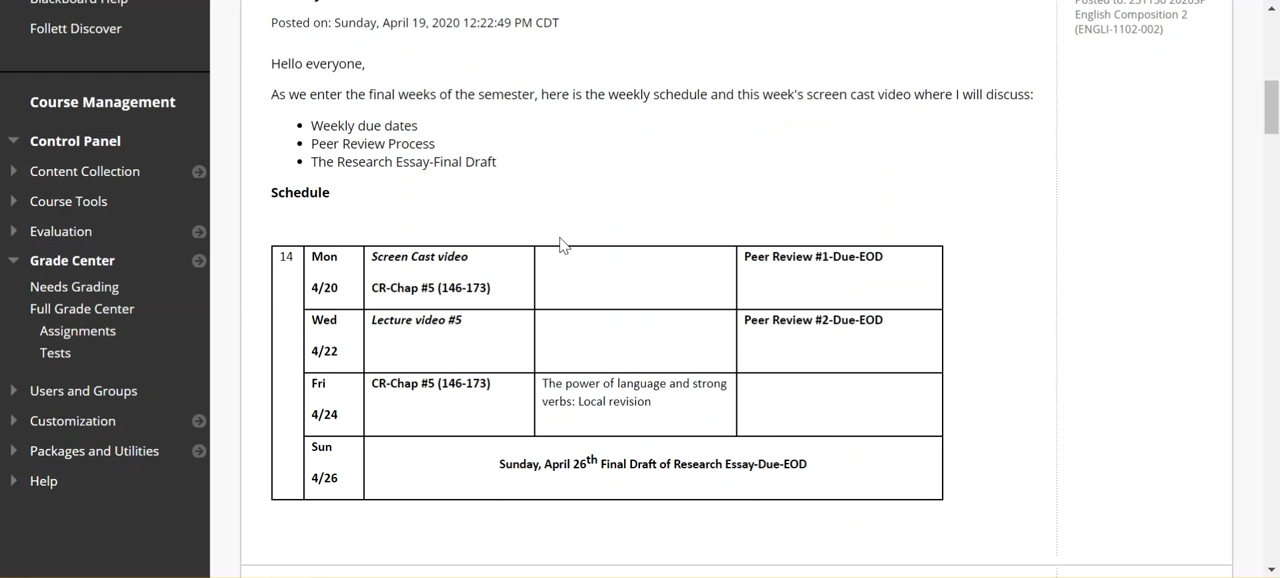 Blackboard Help
Follett Discover
Course Management
Control Panel
Content Collection
Course Tools
Evaluation
Grade Center
Needs Grading
Full Grade Center
Assignments
Tests
Users and Groups
Customization
Packages and Utilities
Help
Posted on: Sunday, April 19, 2020 12:22:49 PM CDT
Hello everyone,
As we enter the final weeks of the semester, here is the weekly schedule and this week's screen cast video where I will discuss:
• Weekly due dates
• Peer Review Process
• The Research Essay-Final Draft
Schedule
14 Mon Screen Cast video Peer Review #1-Due-EOD
4/20 CR-Chap #5 (146-173)
Wed Lecture video #5 Peer Review #2-Due-EOD
4/22
Fri CR-Chap #5 (146-173) The power of language and strong
verbs: Local revision
4/24
Sun
Sunday, April 26th Final Draft of Research Essay-Due-EOD
4/26
English Composition 2
(ENGLI-1102-002)